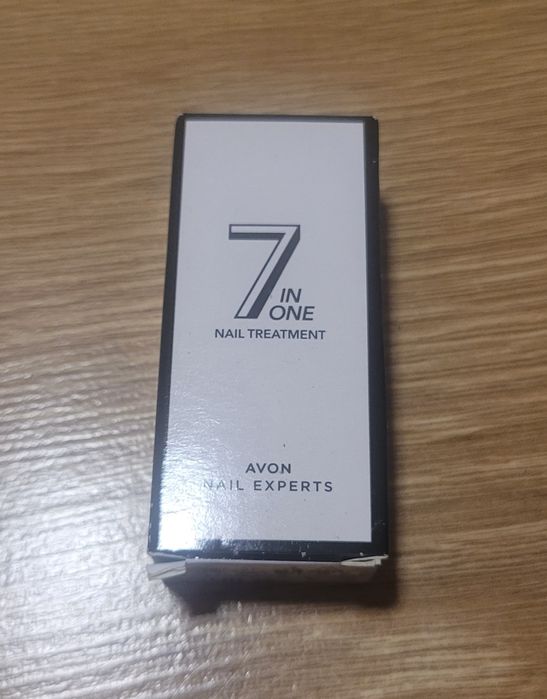 7
IN
ONE
NAIL TREATMENT
AVON
NAIL EXPERTS